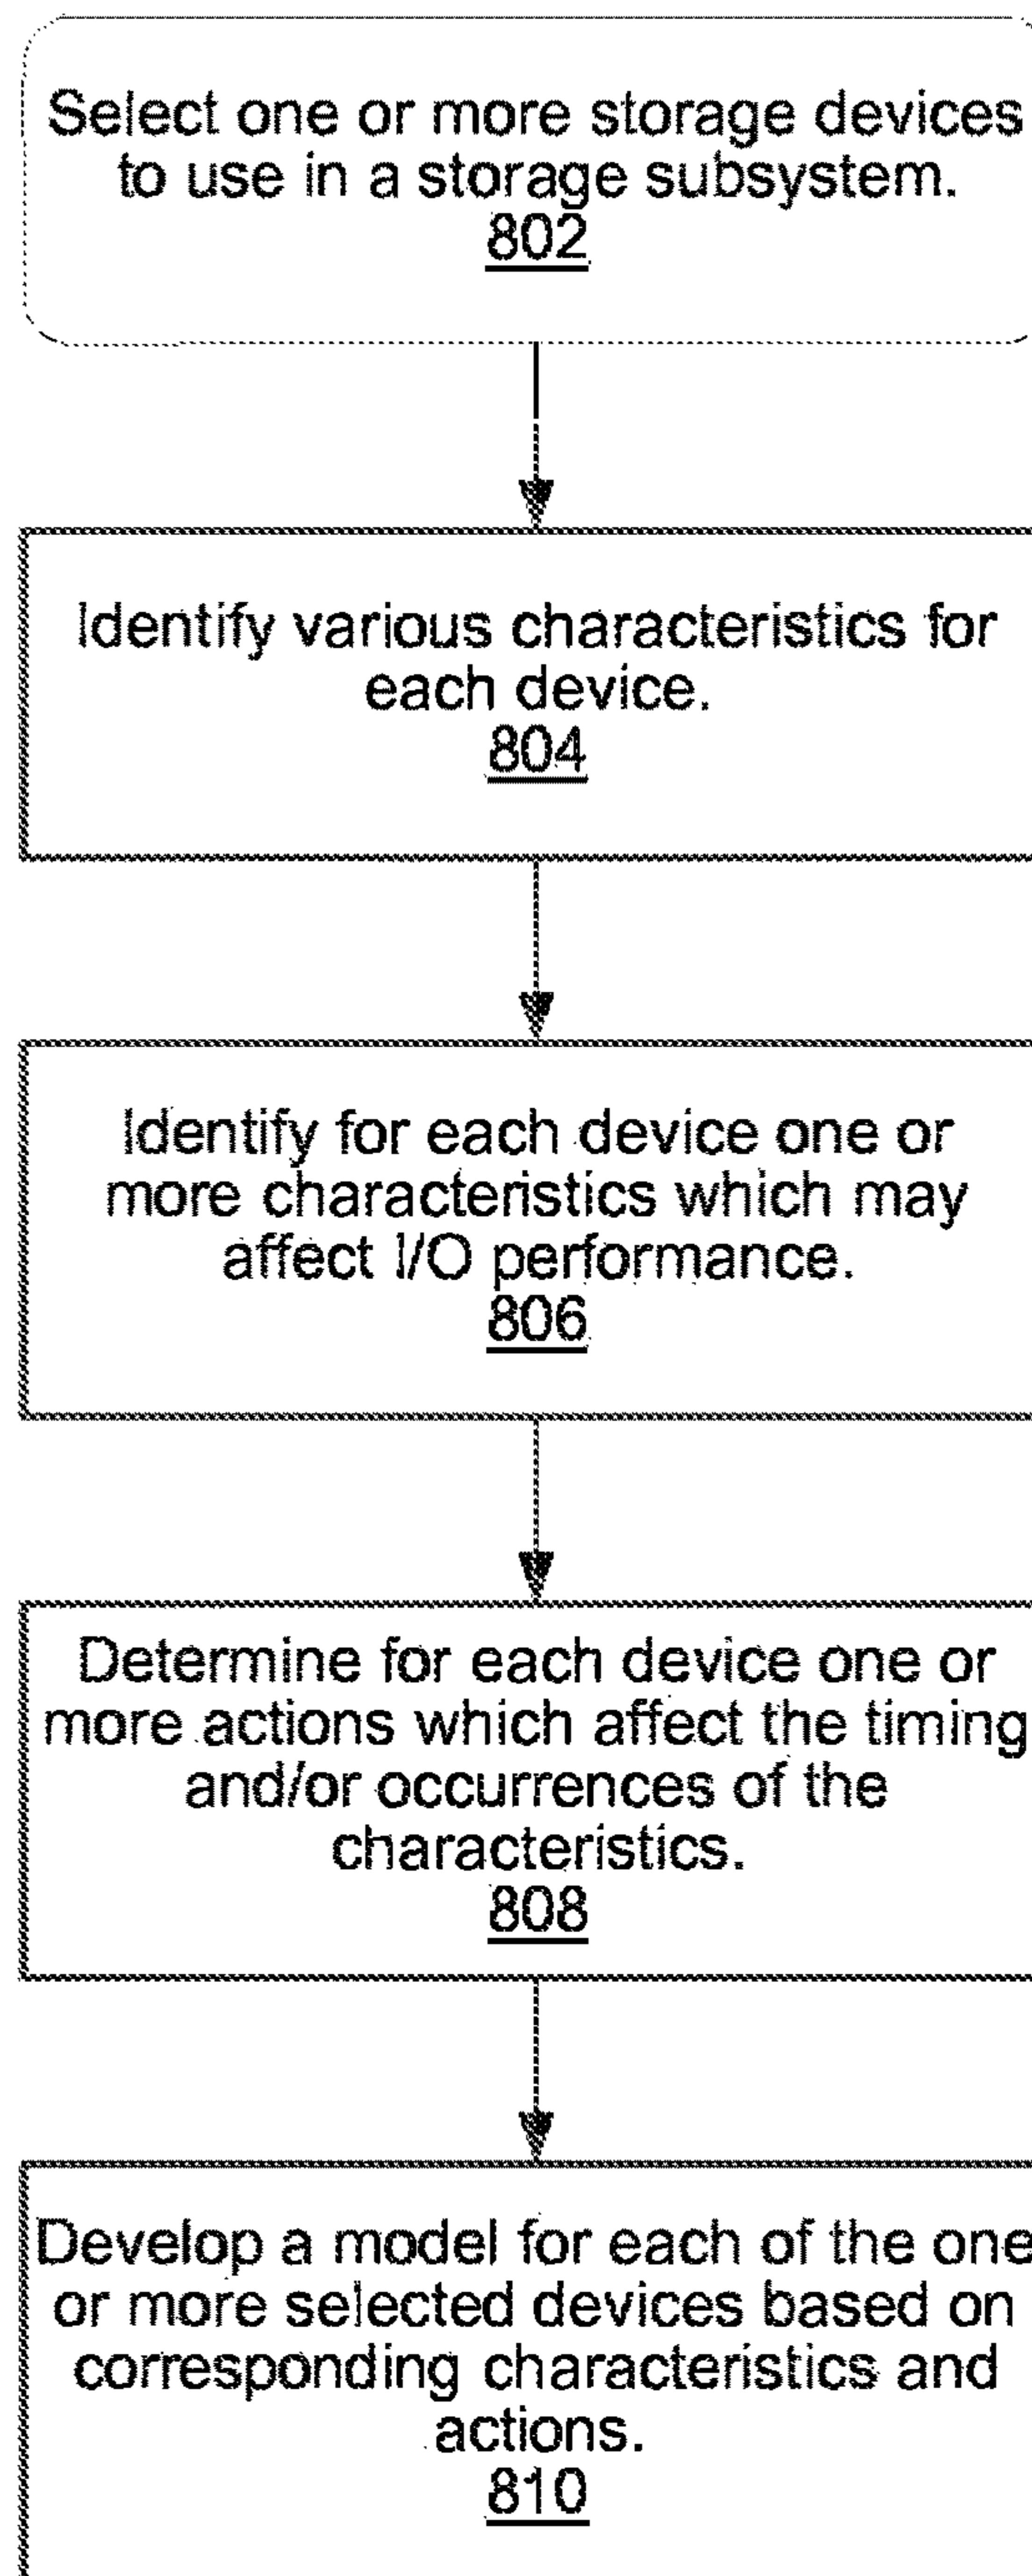 Select one or more storage devices
to use in a storage subsystem.
802
Identify various characteristics for
each device.
804
Identify for each device one or
more characteristics which may
affect I/O performance.
806
Determine for each device one or
more actions which affect the timing
and/or occurrences of the
characteristics.
808
Develop a model for each of the one
or more selected devices based on
corresponding characteristics and
actions.
810